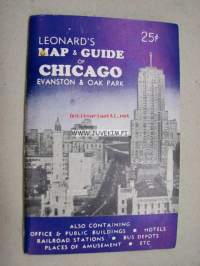 LEONARD'S
25¢
MAP & GUIDE
OF
CHICAGO
EVANSTON & OAK PARK
WWW.JUVEKTIM.FI
ALSO CONTAINING
OFFICE & PUBLIC BUILDINGS • HOTELS
RAILROAD STATIONS • BUS DEPOTS
PLACES OF AMUSEMENT • ETC